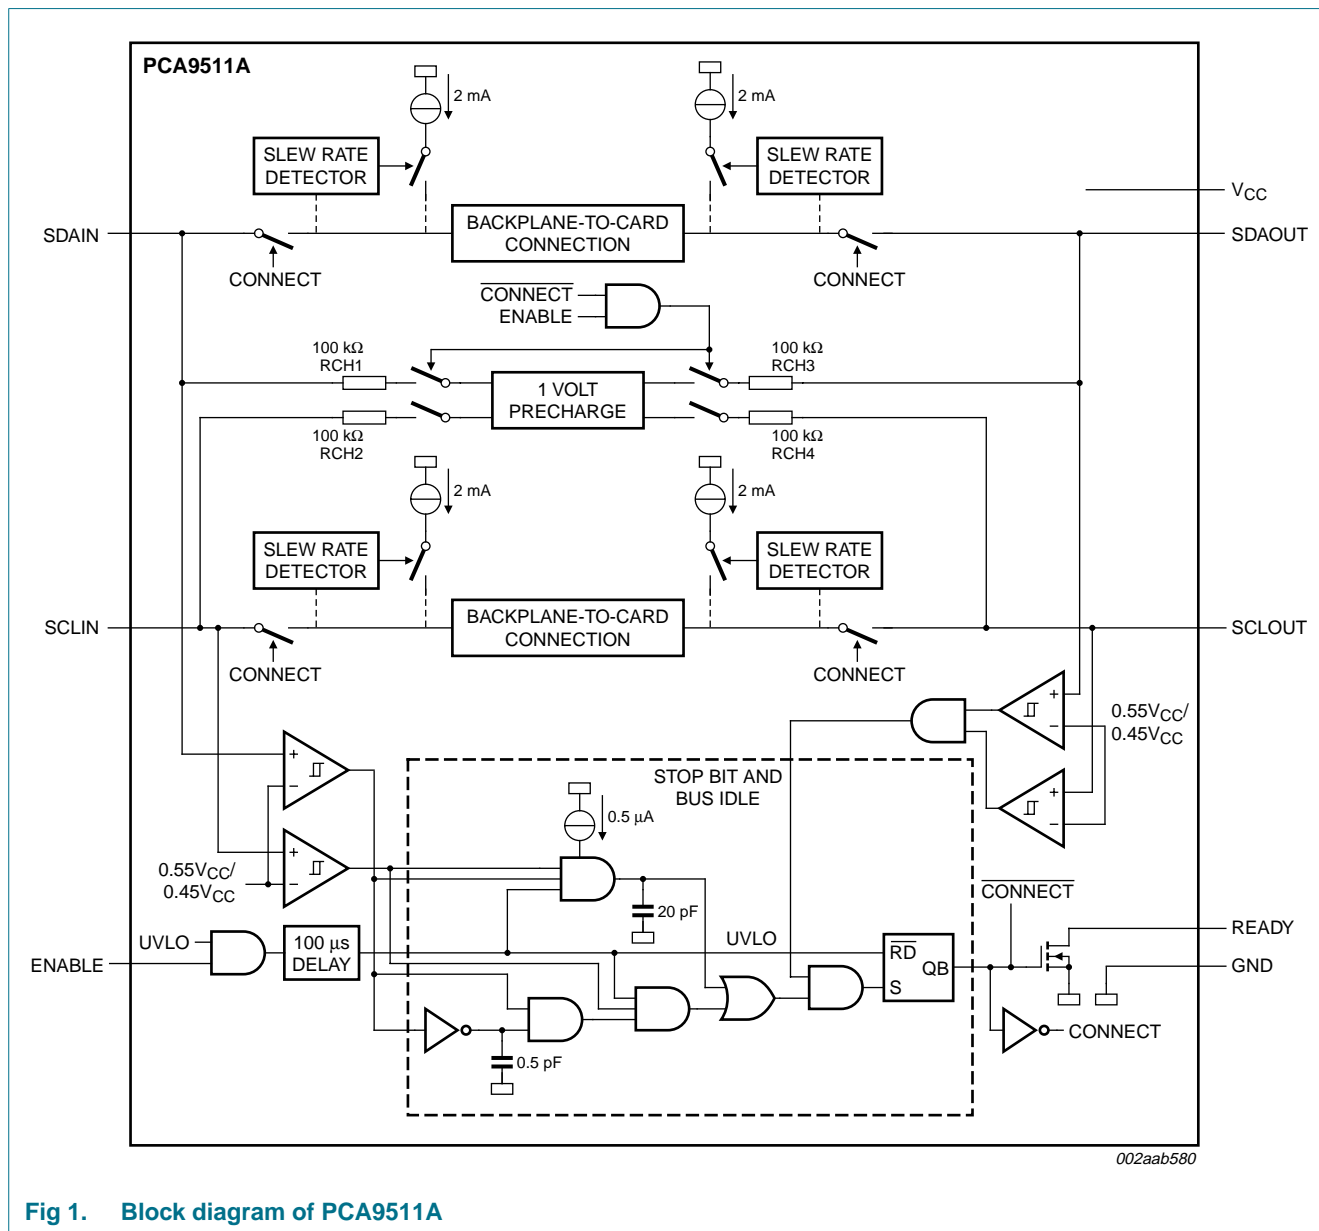 PCA9511A
2 mA
2 mA
SLEW RATE
DETECTOR
SLEW RATE
DETECTOR
VCC
SDAIN
BACKPLANE-TO-CARD
CONNECTION
SDAOUT
CONNECT
CONNECT
CONNECT
ENABLE
100 kΩ
RCH1
100 kΩ
RCH3
1 VOLT
PRECHARGE
100 kΩ
RCH2
100 kΩ
RCH4
2 mA
2 mA
SLEW RATE
DETECTOR
SLEW RATE
DETECTOR
SCLIN
BACKPLANE-TO-CARD
CONNECTION
SCLOUT
CONNECT
CONNECT
+
−
0.55VCC/
0.45VCC
+
−
STOP BIT AND
BUS IDLE
+
−
0.5 μA
+
−
0.55VCC/
0.45VCC
CONNECT
20 pF
UVLO
100 μs
DELAY
UVLO
READY
ENABLE
RD
QB
S
GND
CONNECT
0.5 pF
002aab580
Fig 1. Block diagram of PCA9511A